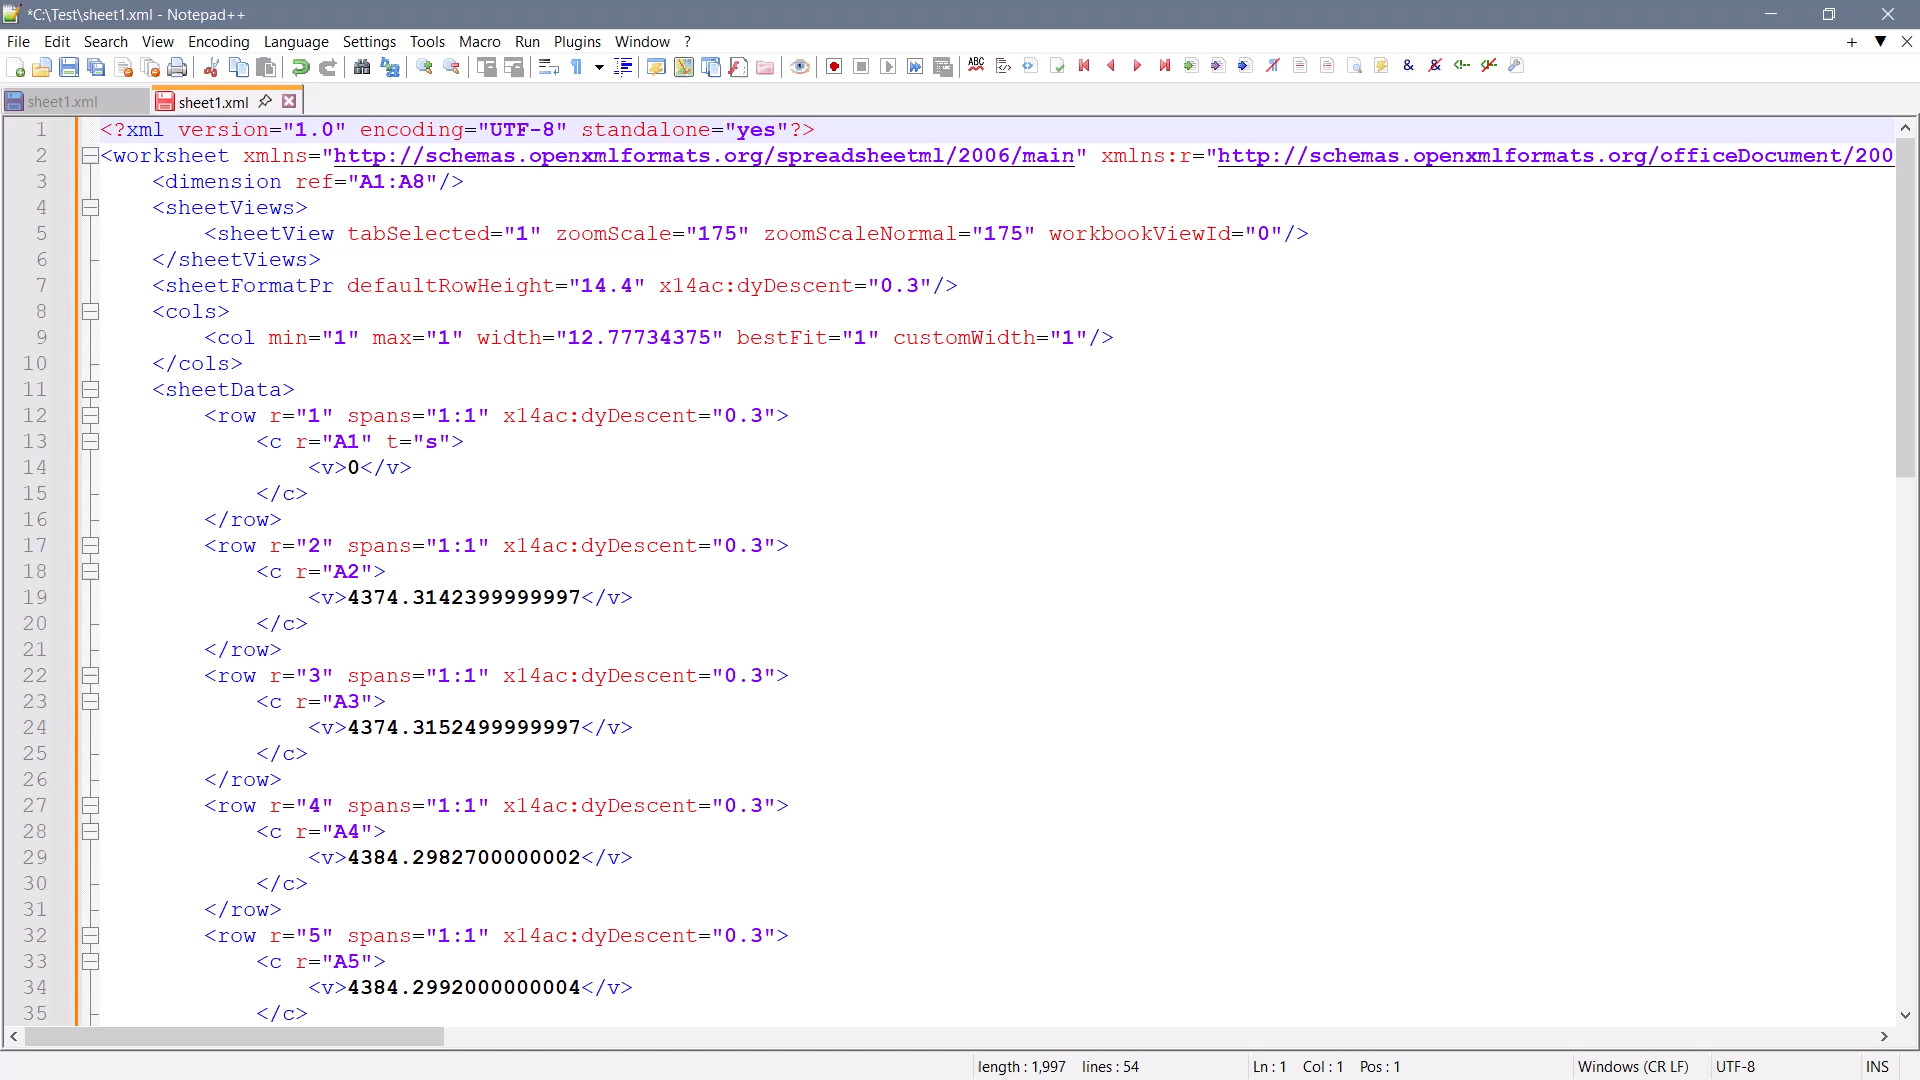 *C:\Test\sheet1.xml - Notepad++
File Edit Search View Encoding Language Settings Tools Macro Run Plugins Window ?
sheet1.xml sheet1.xml
1 <?xml version="1.0" encoding="UTF-8" standalone="yes"?>
2 <worksheet xmlns="http://schemas.openxmlformats.org/spreadsheetml/2006/main" xmlns:r="http://schemas.openxmlformats.org/officeDocument/200
3 <dimension ref="A1:A8"/>
4 <sheetViews>
5 <sheetView tabSelected="1" zoomScale="175" zoomScaleNormal="175" workbookViewId="0"/>
6 </sheetViews>
7 <sheetFormatPr defaultRowHeight="14.4" x14ac:dyDescent="0.3"/>
8 <cols>
9 <col min="1" max="1" width="12.77734375" bestFit="1" customWidth="1"/>
10 </cols>
11 <sheetData>
12 <row r="1" spans="1:1" x14ac:dyDescent="0.3">
13 <c r="A1" t="s">
14 <v>0</v>
15 </c>
16 </row>
17 <row r="2" spans="1:1" x14ac:dyDescent="0.3">
18 <c r="A2">
19 <v>4374.3142399999997</v>
20 </c>
21 </row>
22 <row r="3" spans="1:1" x14ac:dyDescent="0.3">
23 <c r="A3">
24 <v>4374.3152499999997</v>
25 </c>
26 </row>
27 <row r="4" spans="1:1" x14ac:dyDescent="0.3">
28 <c r="A4">
29 <v>4384.2982700000002</v>
30 </c>
31 </row>
32 <row r="5" spans="1:1" x14ac:dyDescent="0.3">
33 <c r="A5">
34 <v>4384.2992000000004</v>
35 </c>
length : 1,997 lines : 54 Ln : 1 Col : 1 Pos : 1 Windows (CR LF) UTF-8 INS